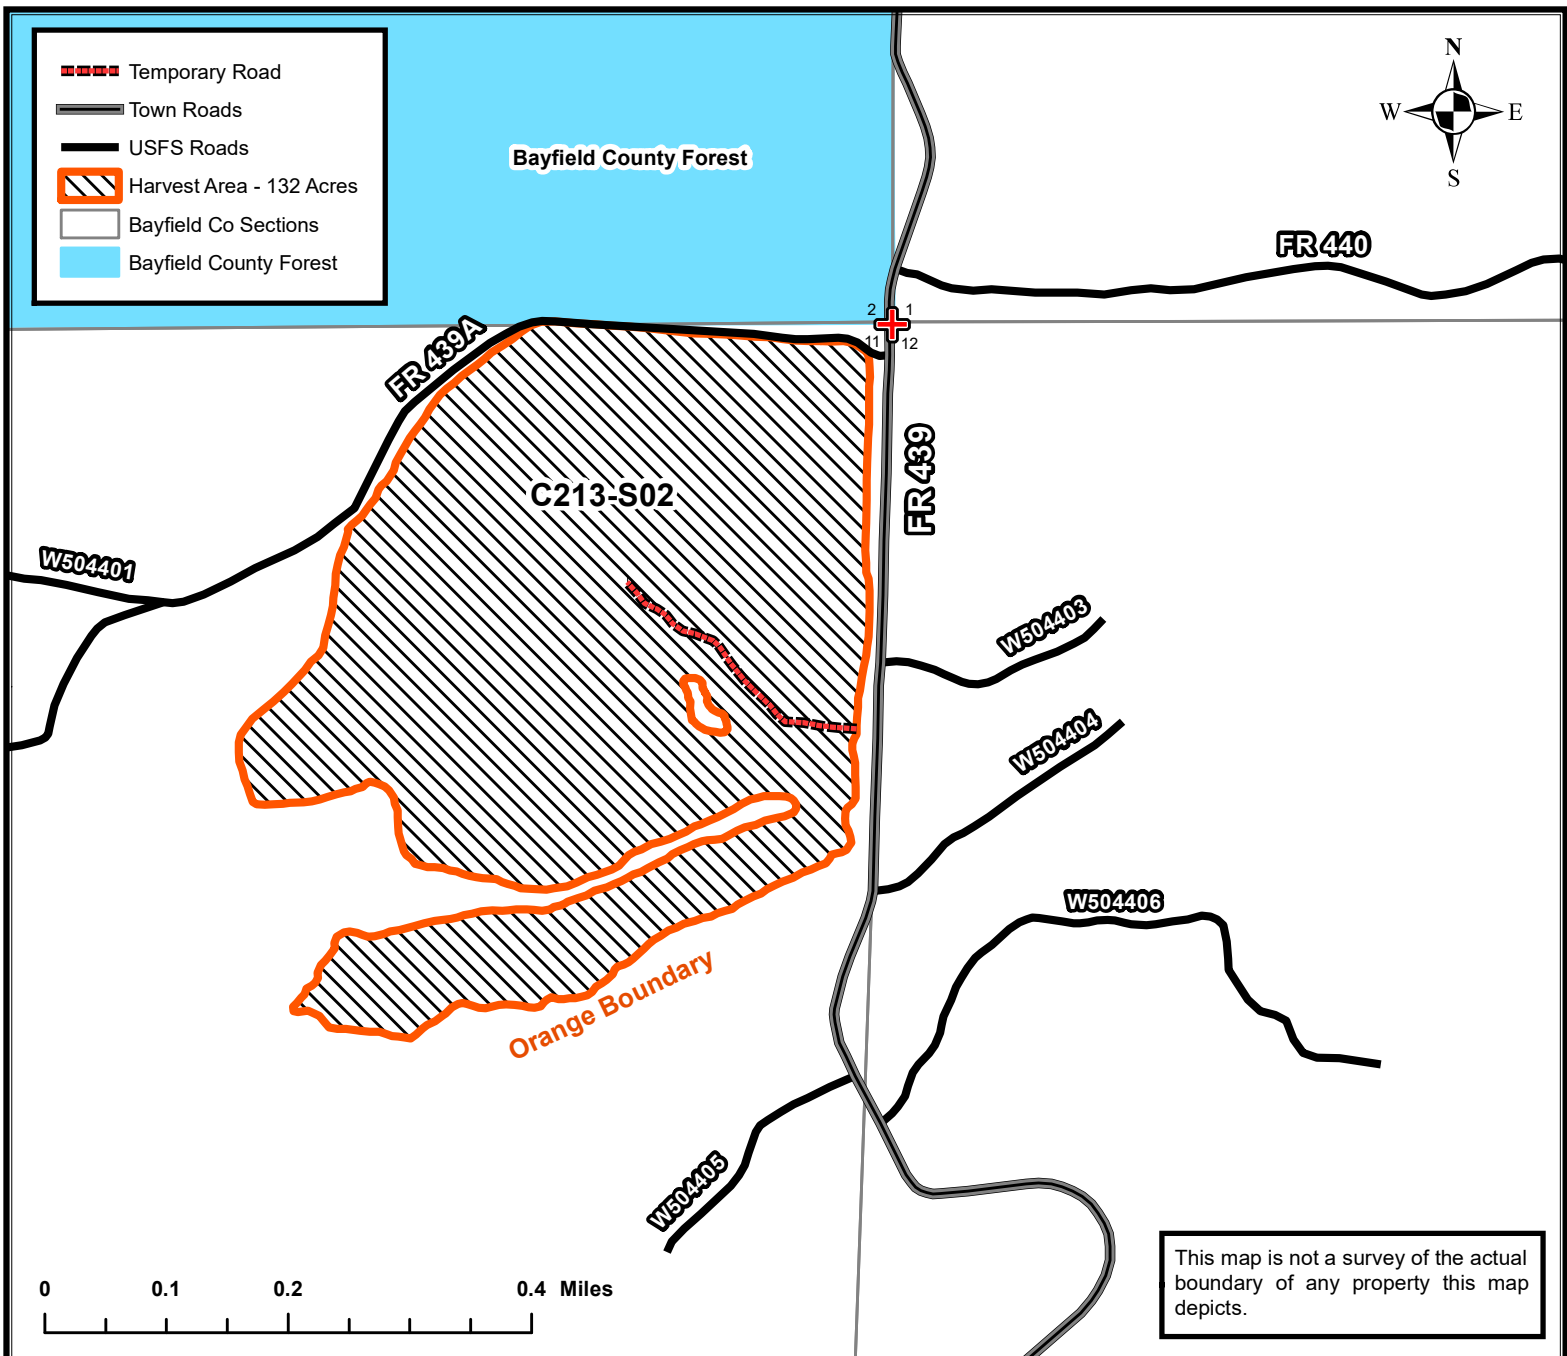 Temporary Road
Town Roads
USFS Roads
Harvest Area - 132 Acres
Bayfield Co Sections
Bayfield County Forest
Bayfield County Forest
N
W
E
S
FR 440
2
1
11
12
FR 439A
FR 439
C213-S02
W504401
W504403
W504404
W504406
Orange Boundary
W504405
0
0.1
0.2
0.4 Miles
This map is not a survey of the actual
boundary of any property this map
depicts.